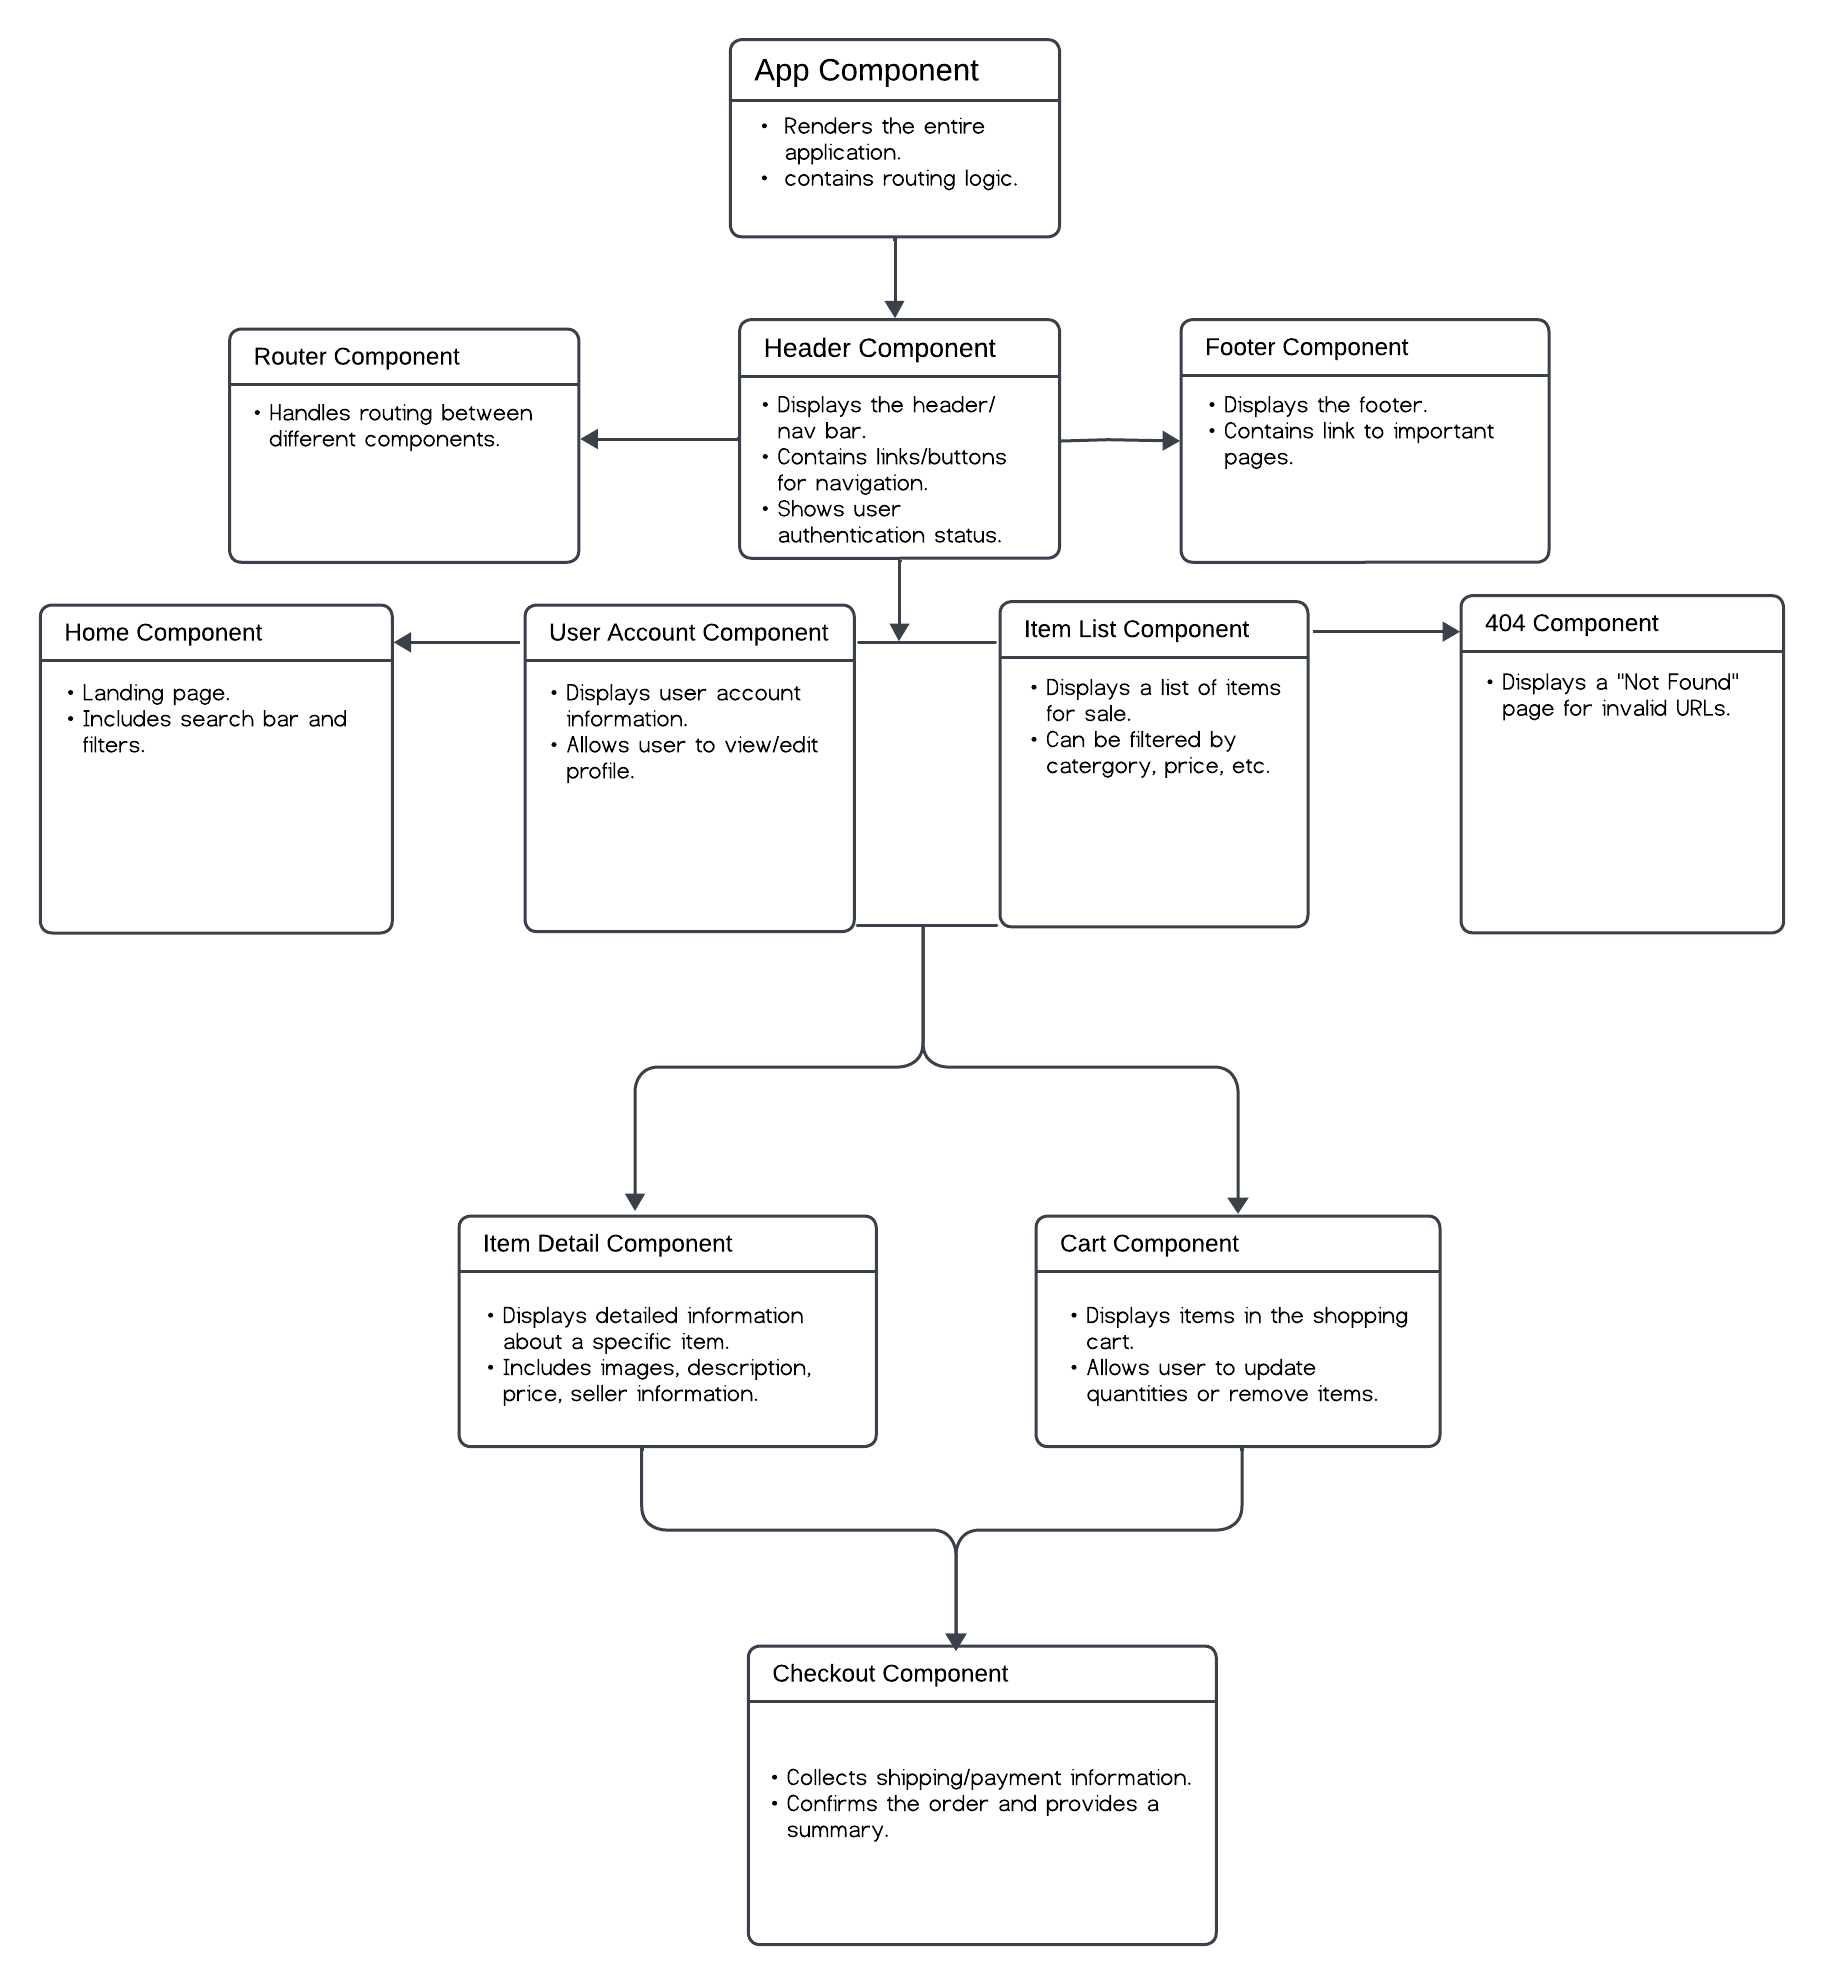 App Component
• Renders the entire
application.
• contains routing logic.
Router Component
• Handles routing between
different components.
Header Component
• Displays the header/
nav bar.
• Contains links/buttons
for navigation.
• Shows user
authentication status.
Footer Component
• Displays the footer.
• Contains link to important
pages.
Home Component
• Landing page.
• Includes search bar and
filters.
User Account Component
• Displays user account
information.
• Allows user to view/edit
profile.
Item List Component
• Displays a list of items
for sale.
• Can be filtered by
catergory, price, etc.
404 Component
• Displays a "Not Found"
page for invalid URLs.
Item Detail Component
• Displays detailed information
about a specific item.
• Includes images, description,
price, seller information.
Cart Component
• Displays items in the shopping
cart.
• Allows user to update
quantities or remove items.
Checkout Component
• Collects shipping/payment information.
• Confirms the order and provides a
summary.